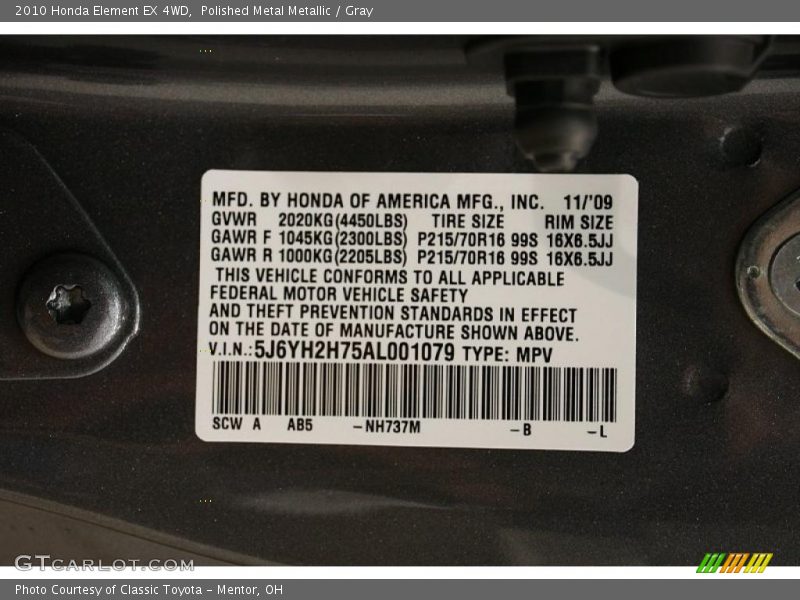 2010 Honda Element EX 4WD,  Polished Metal Metallic / Gray
MFD. BY HONDA OF AMERICA MFG., INC.  11/'09
GVWR  2020KG(4450LBS)  TIRE SIZE  RIM SIZE
GAWR F 1045KG(2300LBS) P215/70R16 99S 16X6.5JJ
GAWR R 1000KG(2205LBS) P215/70R16 99S 16X6.5JJ
THIS VEHICLE CONFORMS TO ALL APPLICABLE
FEDERAL MOTOR VEHICLE SAFETY
AND THEFT PREVENTION STANDARDS IN EFFECT
ON THE DATE OF MANUFACTURE SHOWN ABOVE.
V.I.N.:5J6YH2H75AL001079 TYPE: MPV
SCW A  AB5  -NH737M  -B  -L
GTCARLOT.COM
Photo Courtesy of Classic Toyota - Mentor, OH